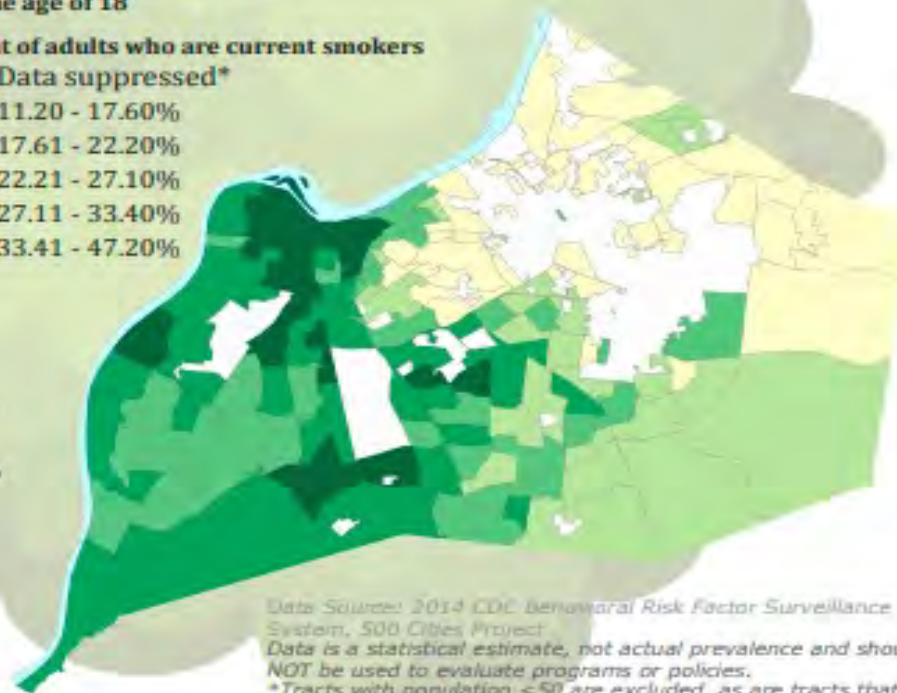 he age of 18
t of adults who are current smokers
Data suppressed*
11.20 - 17.60%
17.61 - 22.20%
22.21 - 27.10%
27.11 - 33.40%
33.41 - 47.20%
Data Source: 2014 CDC Behavioral Risk Factor Surveillance
System, 500 Cities Project
Data is a statistical estimate, not actual prevalence and shou
NOT be used to evaluate programs or policies.
*Tracts with population <50 are excluded, as are tracts that